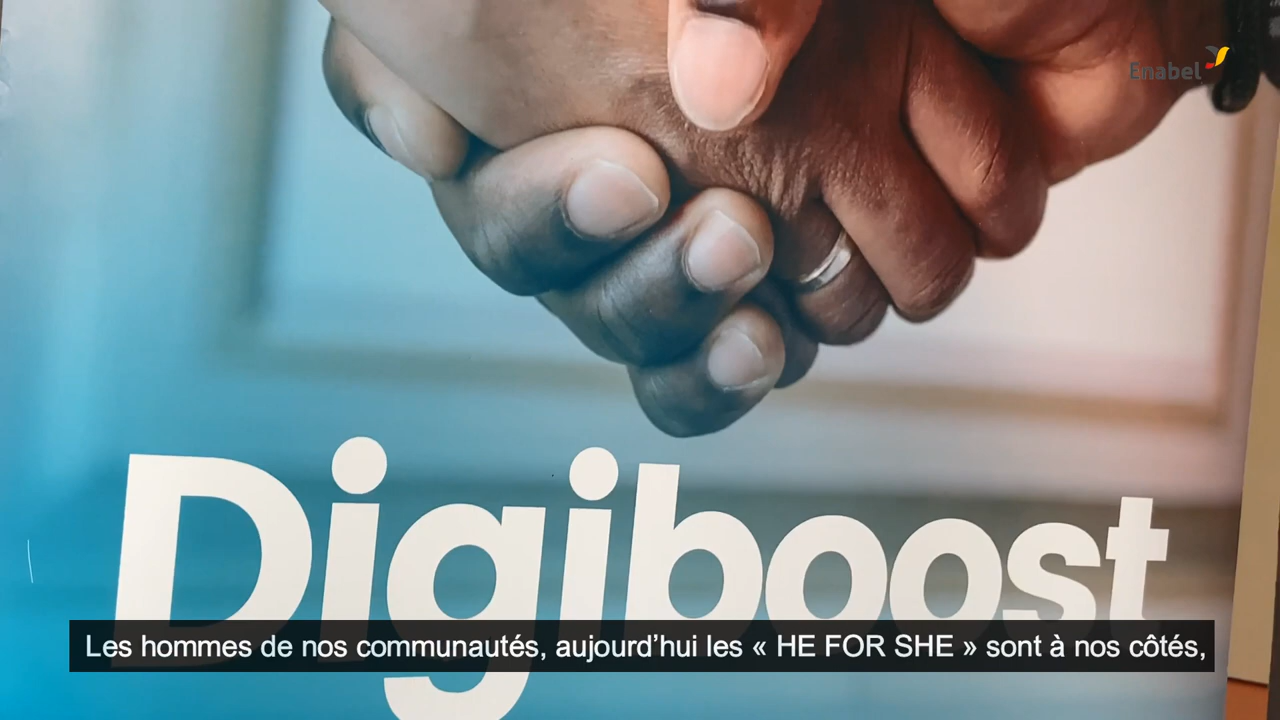 Enabel
Digiboost
Les hommes de nos communautés, aujourd’hui les « HE FOR SHE » sont à nos côtés,